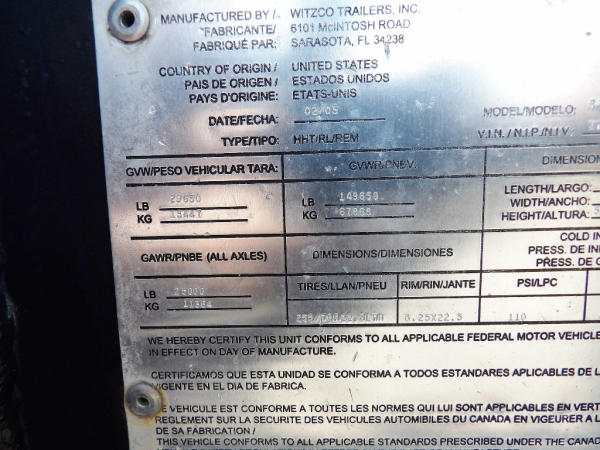 MANUFACTURED BY / WITZCO TRAILERS, INC.
FABRICANTE/ 6101 McINTOSH ROAD
FABRIQUÉ PAR: SARASOTA, FL 34238
COUNTRY OF ORIGIN / UNITED STATES
PAIS DE ORIGEN / ESTADOS UNIDOS
PAYS D'ORIGINE: ETATS-UNIS
DATE/FECHA: 02/05 MODEL/MODELO:
TYPE/TIPO: HHT/RL/REM V.I.N. / N.I.P./N.I.V.
GVW/PESO VEHICULAR TARA: GVWR/PNEV. DIMENSION
LB 29650 LB 149650 LENGTH/LARGO:
KG 13447 KG 67868 WIDTH/ANCHO:
HEIGHT/ALTURA:
COLD IN
GAWR/PNBE (ALL AXLES) DIMENSIONS/DIMENSIONES PRESS. DE IN
PRESS. DE G
LB 25000 TIRES/LLAN/PNEU RIM/RIN/JANTE PSI/LPC
KG 11364 8.25X22.5 110
WE HEREBY CERTIFY THIS UNIT CONFORMS TO ALL APPLICABLE FEDERAL MOTOR VEHICLE
IN EFFECT ON DAY OF MANUFACTURE.
CERTIFICAMOS QUE ESTA UNIDAD SE CONFORMA A TODOS ESTANDARES APLICABLES DE L
VIGENTE EN EL DIA DE FABRICA.
CE VEHICULE EST CONFORME A TOUTES LES NORMES QUI LUI SONT APPLICABLES EN VERT
REGLEMENT SUR LA SECURITE DES VEHICULES AUTOMIBILES DU CANADA EN VIGEURER A L
DE SA FABRICATION /
THIS VEHICLE CONFORMS TO ALL APPLICABLE STANDARDS PRESCRIBED UNDER THE CANA